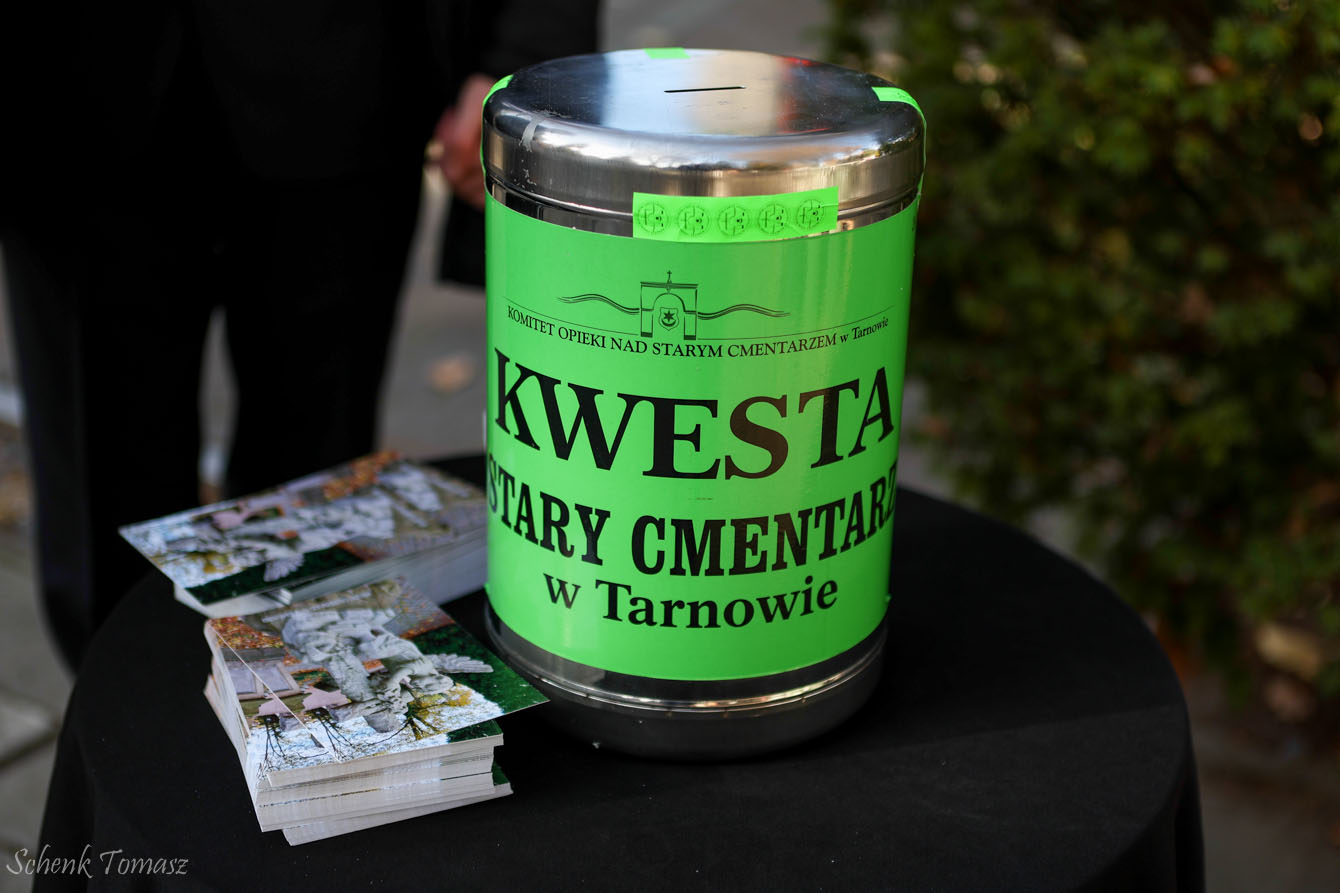 KOMITET OPIEKI NAD STARYM CMENTARZEM w Tarnowie
KWESTA
STARY CMENTARZ
w Tarnowie
Schenk Tomasz